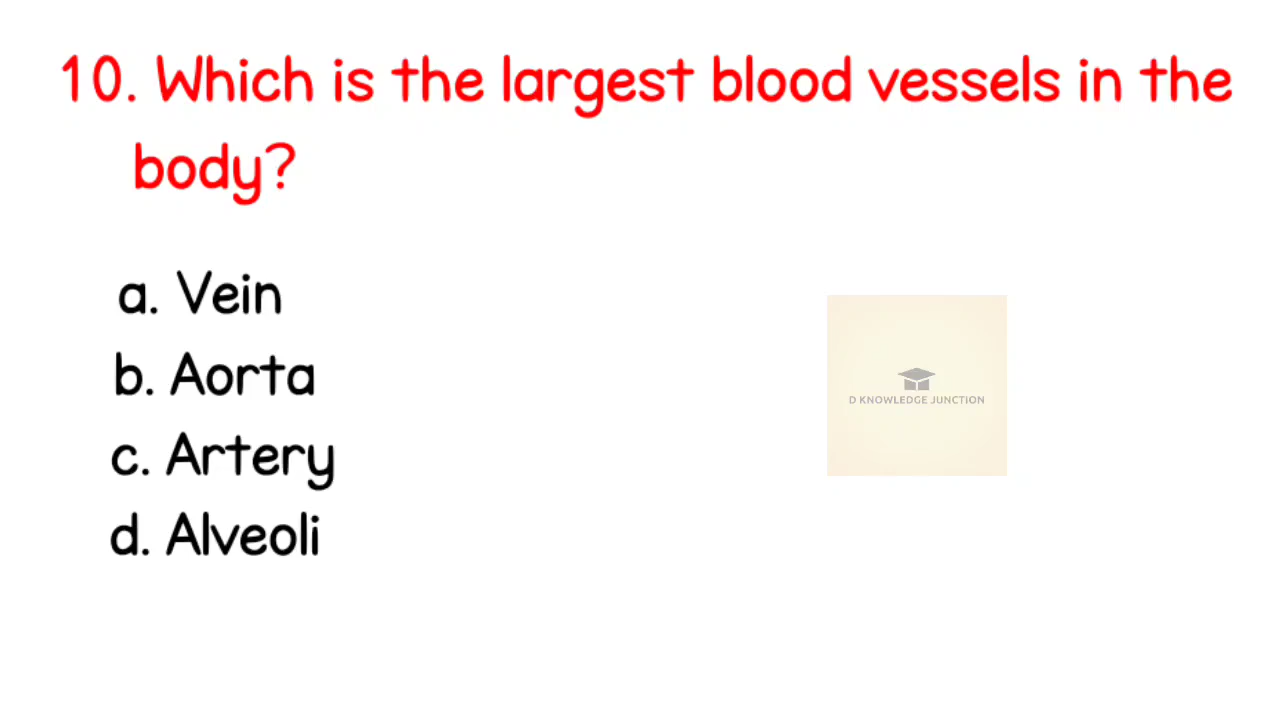 10. Which is the largest blood vessels in the
body?
a. Vein
b. Aorta
c. Artery
d. Alveoli
D KNOWLEDGE JUNCTION